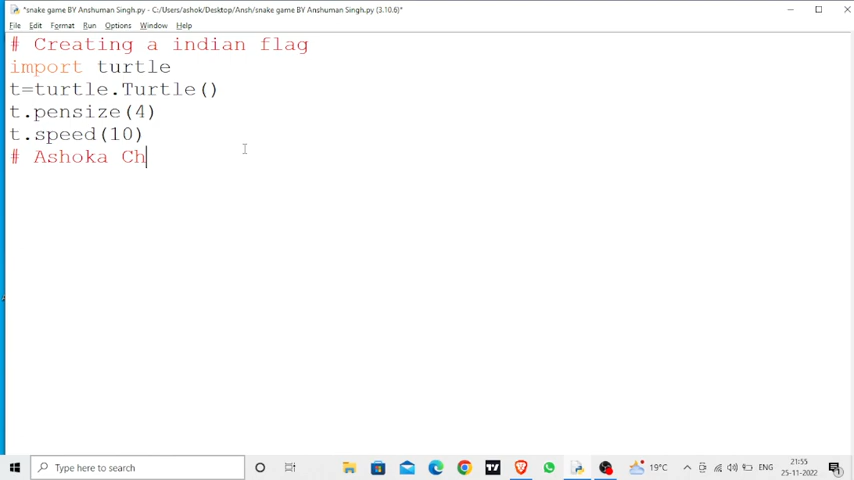 *snake game BY Anshuman Singh.py - C:/Users/ashok/Desktop/Ansh/snake game BY Anshuman Singh.py (3.10.6)*
File Edit Format Run Options Window Help
# Creating a indian flag
import turtle
t=turtle.Turtle()
t.pensize(4)
t.speed(10)
# Ashoka Ch
Type here to search
19°C
ENG
21:55
25-11-2022